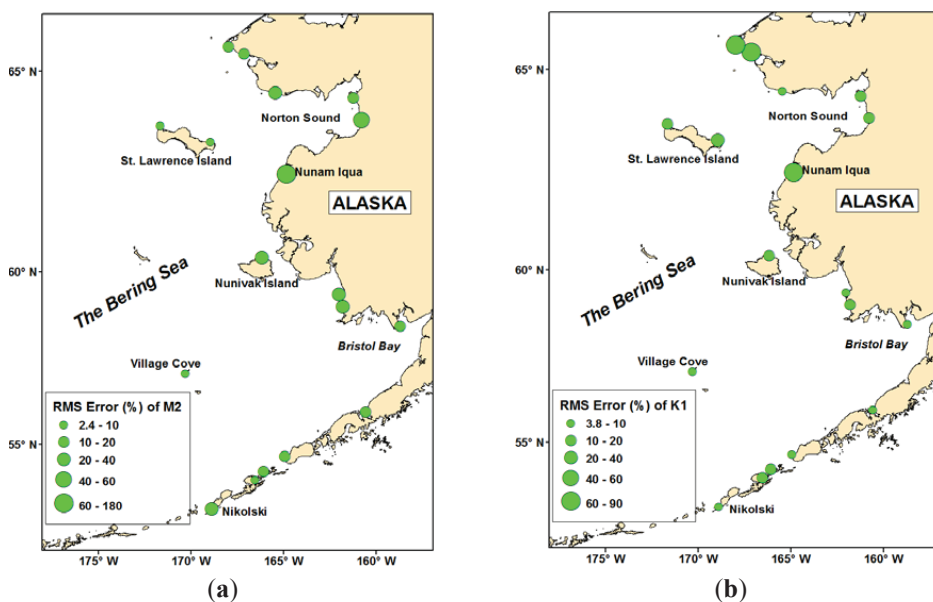 65° N
Norton Sound
St. Lawrence Island
Nunam Iqua
ALASKA
60° N
Nunivak Island
The Bering Sea
Bristol Bay
Village Cove
RMS Error (%) of M2
2.4 - 10
10 - 20
20 - 40
40 - 60
60 - 180
55° N
Nikolski
175° W
170° W
165° W
160° W
(a)
65° N
Norton Sound
St. Lawrence Island
Nunam Iqua
ALASKA
60° N
Nunivak Island
The Bering Sea
Bristol Bay
Village Cove
RMS Error (%) of K1
3.8 - 10
10 - 20
20 - 40
40 - 60
60 - 90
55° N
Nikolski
175° W
170° W
165° W
160° W
(b)